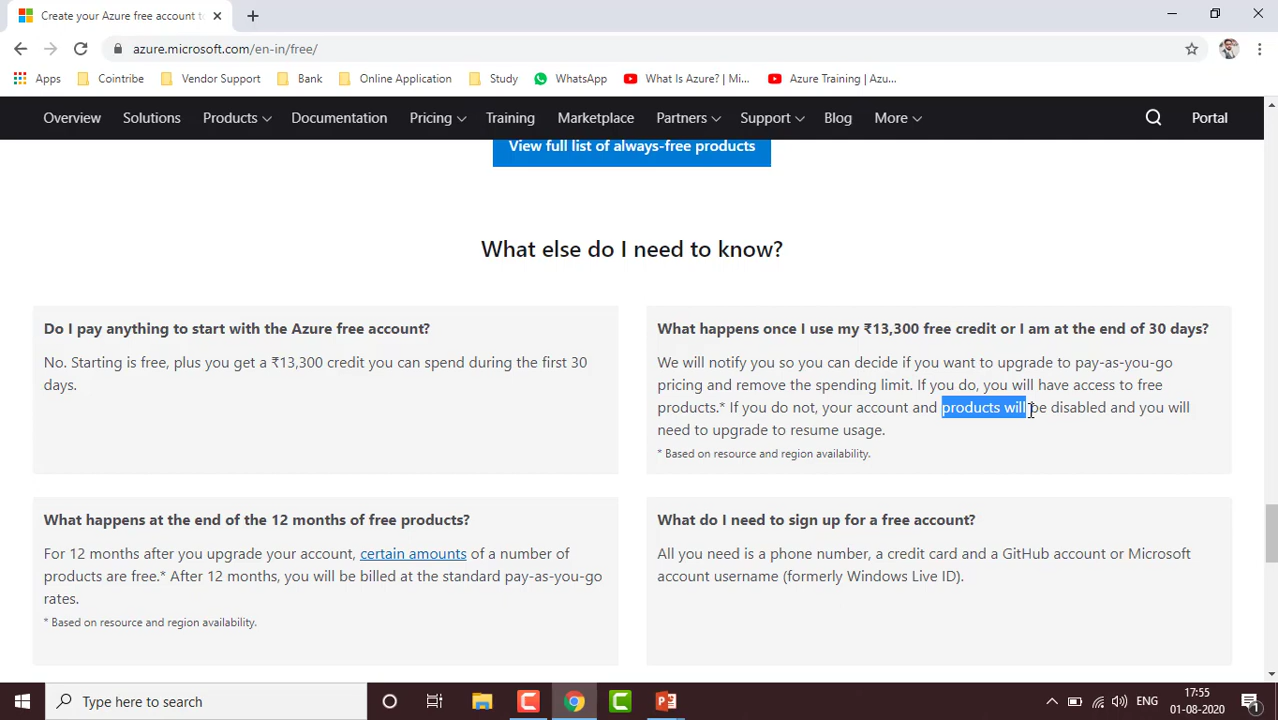 Create your Azure free account t
azure.microsoft.com/en-in/free/
Apps Cointribe Vendor Support Bank Online Application Study WhatsApp What Is Azure? | Mi... Azure Training | Azu...
Overview Solutions Products Documentation Pricing Training Marketplace Partners Support Blog More Portal
View full list of always-free products
What else do I need to know?
Do I pay anything to start with the Azure free account?
No. Starting is free, plus you get a ₹13,300 credit you can spend during the first 30
days.
What happens once I use my ₹13,300 free credit or I am at the end of 30 days?
We will notify you so you can decide if you want to upgrade to pay-as-you-go
pricing and remove the spending limit. If you do, you will have access to free
products.* If you do not, your account and products will be disabled and you will
need to upgrade to resume usage.
* Based on resource and region availability.
What happens at the end of the 12 months of free products?
For 12 months after you upgrade your account, certain amounts of a number of
products are free.* After 12 months, you will be billed at the standard pay-as-you-go
rates.
* Based on resource and region availability.
What do I need to sign up for a free account?
All you need is a phone number, a credit card and a GitHub account or Microsoft
account username (formerly Windows Live ID).
Type here to search
ENG
17:55
01-08-2020
1